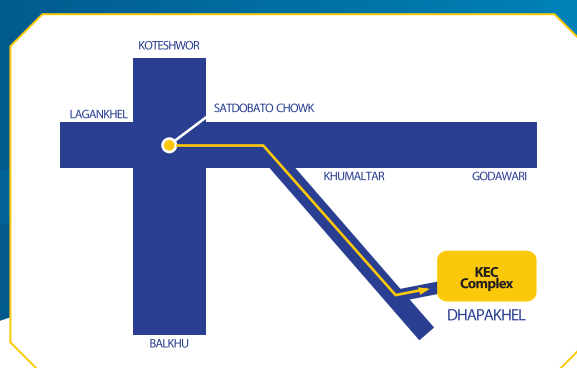 KOTESHWOR
LAGANKHEL
SATDOBATO CHOWK
KHUMALTAR
GODAWARI
KEC
Complex
DHAPAKHEL
BALKHU